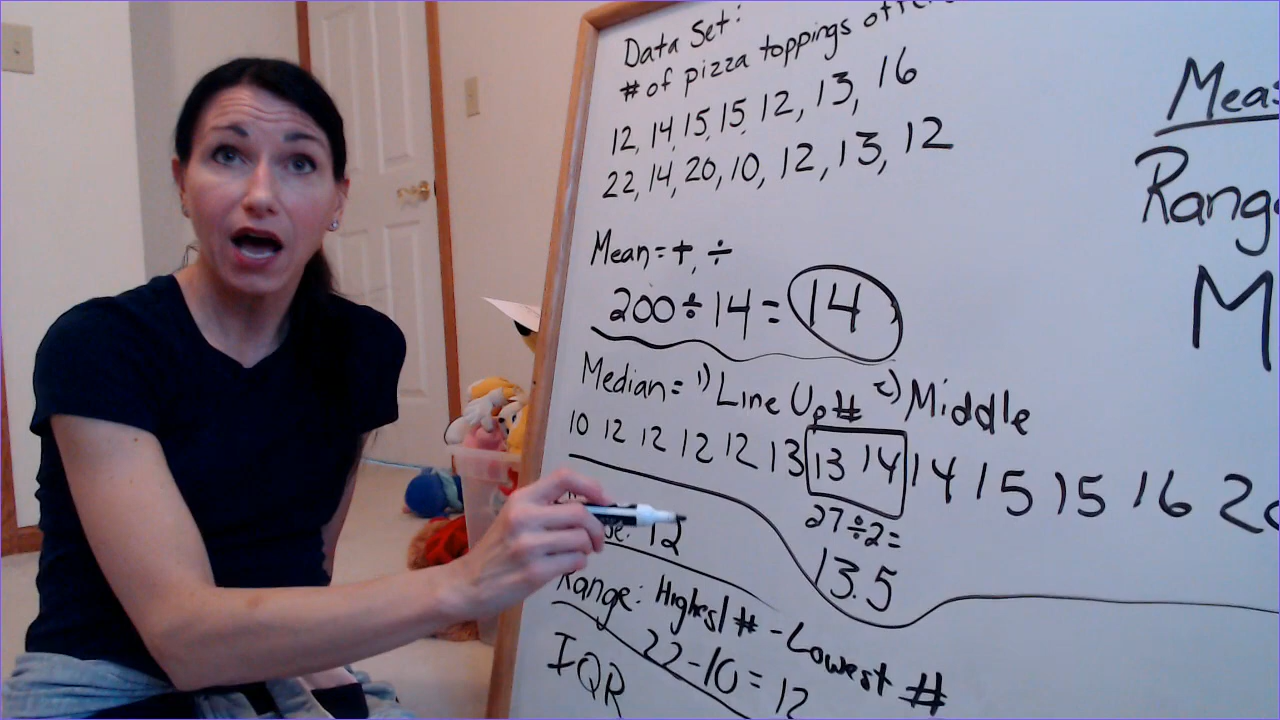 Data Set:
# of pizza toppings
12, 14, 15, 15, 12, 13, 16
22, 14, 20, 10, 12, 13, 12
Mean = +, ÷
200 ÷ 14 = 14
Median = 1) Line Up # 2) Middle
10 12 12 12 12 13 13 14 14 15 15 16
27 ÷ 2 =
13.5
12
Range: Highest # - Lowest #
22 - 10 = 12
IQR
Rang
M